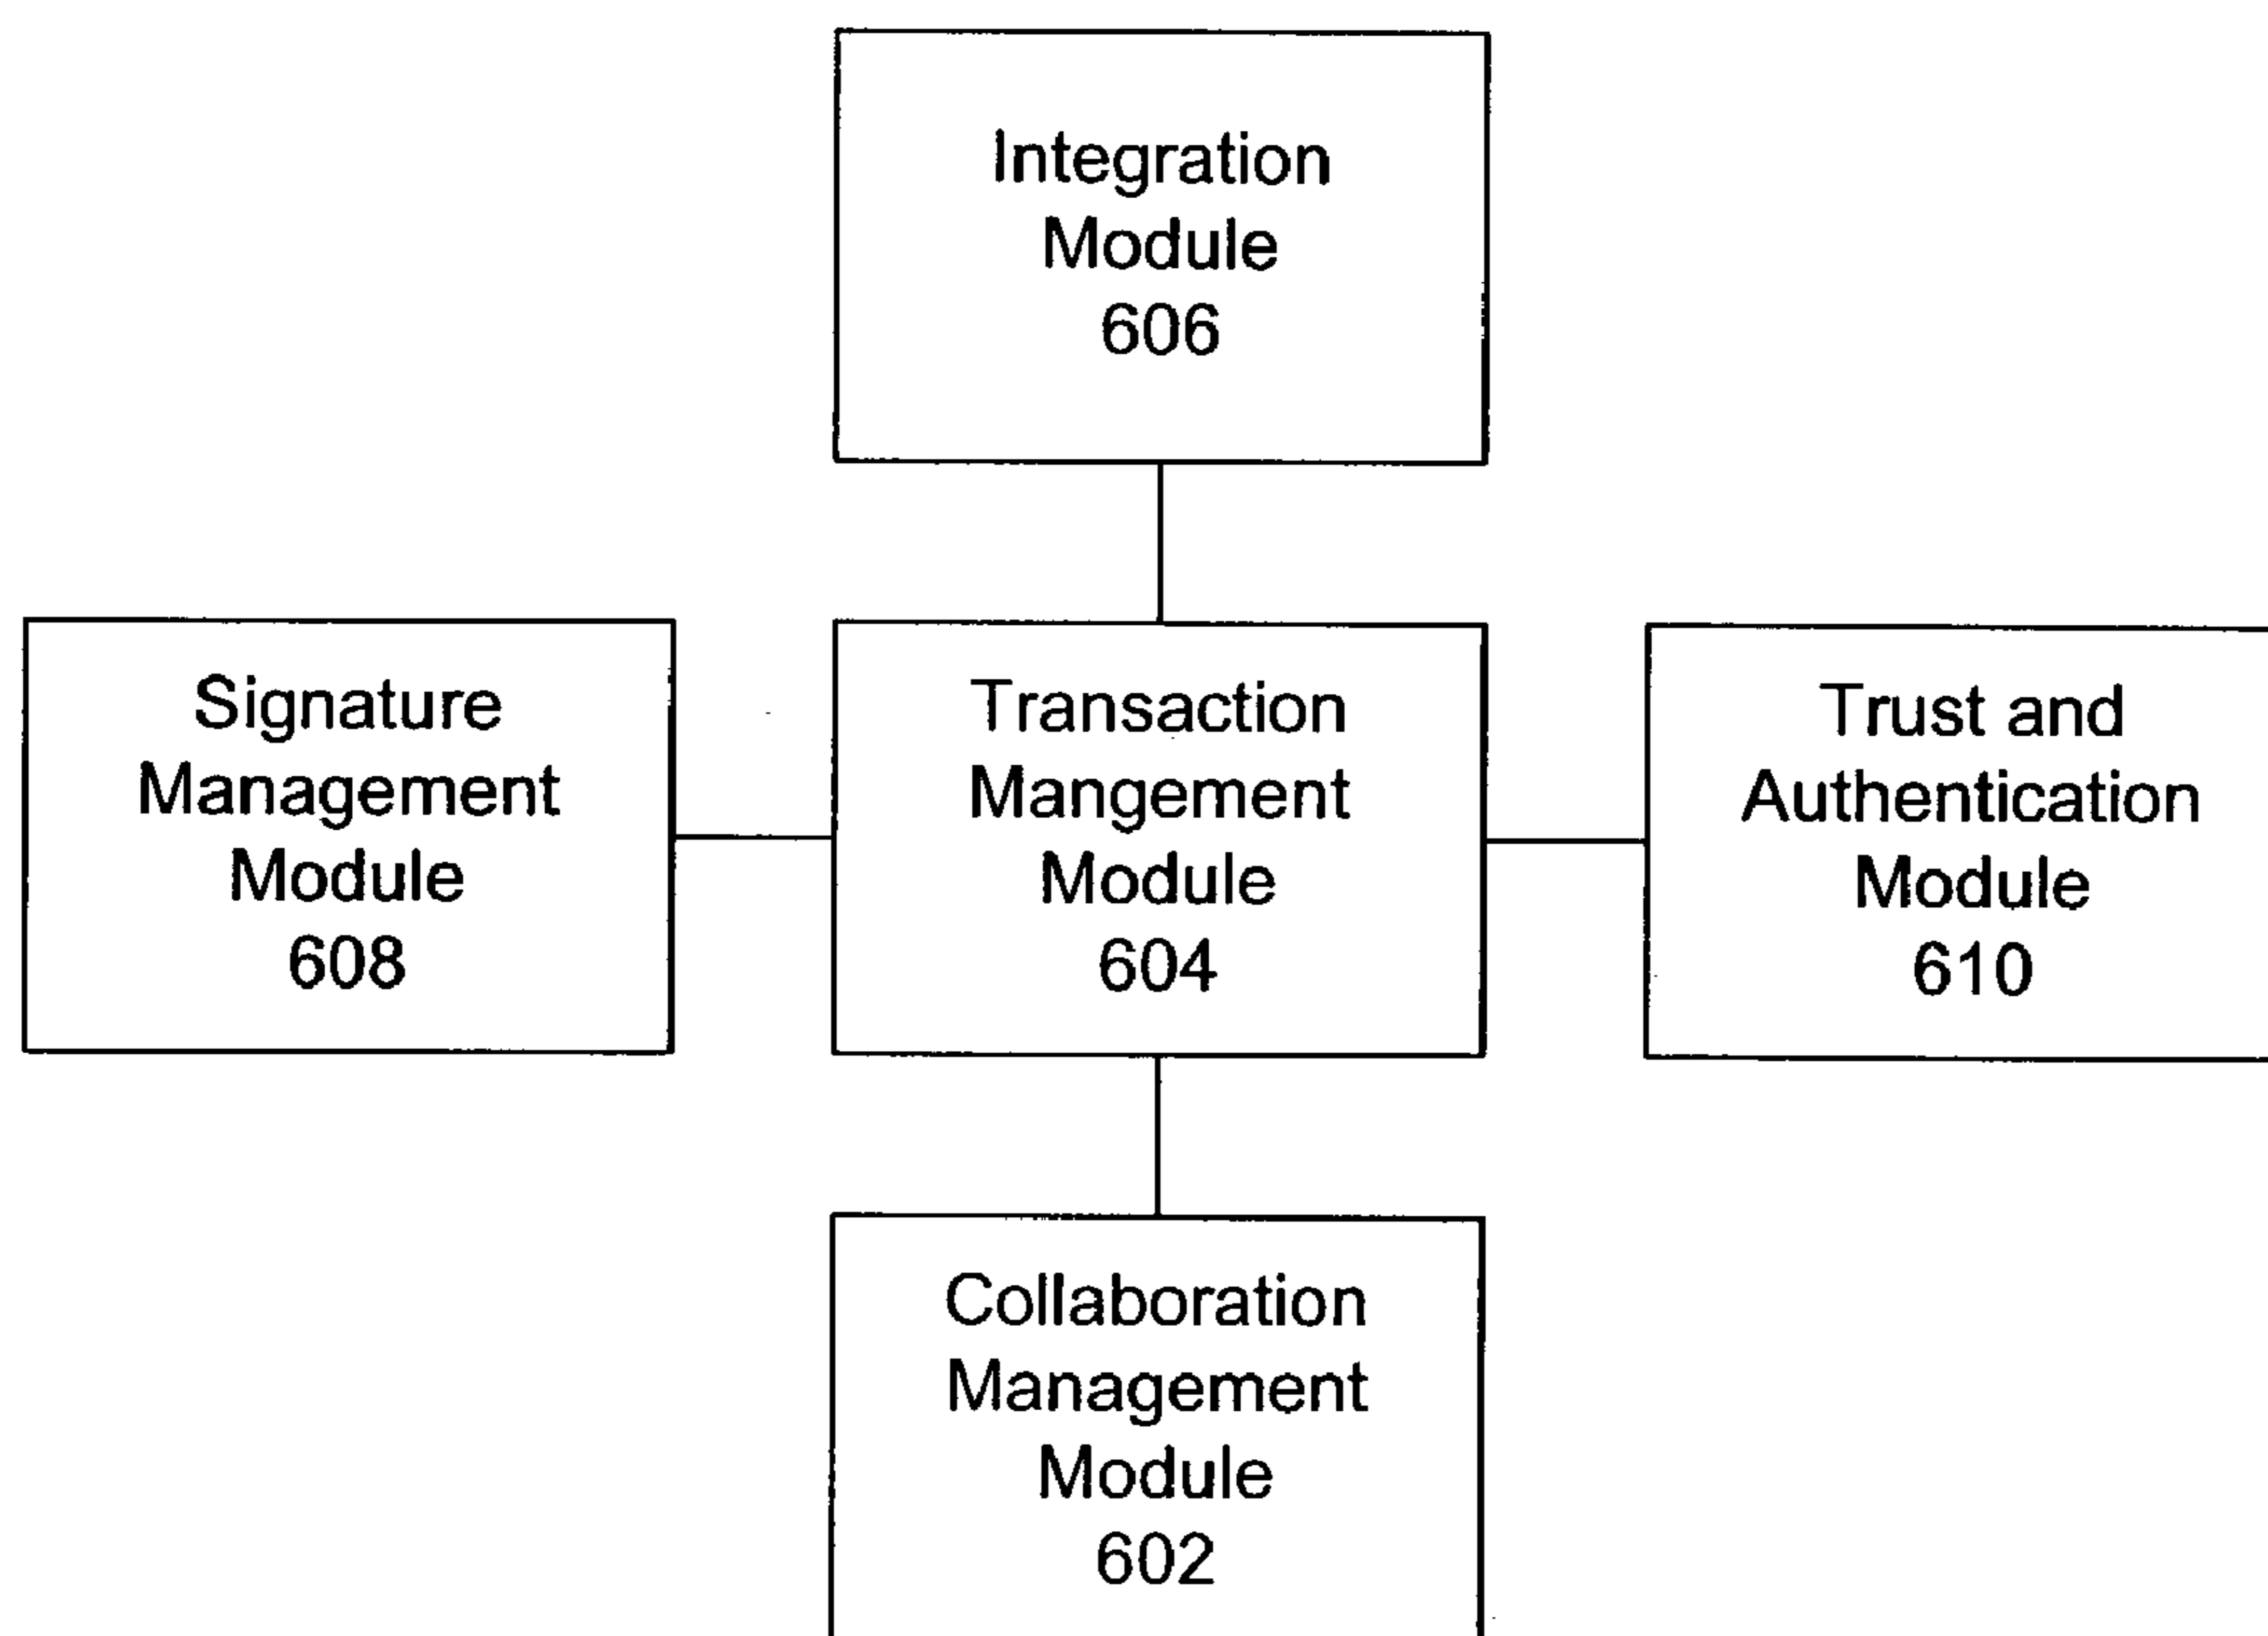 Integration
Module
606
Signature
Management
Module
608
Transaction
Mangement
Module
604
Trust and
Authentication
Module
610
Collaboration
Management
Module
602